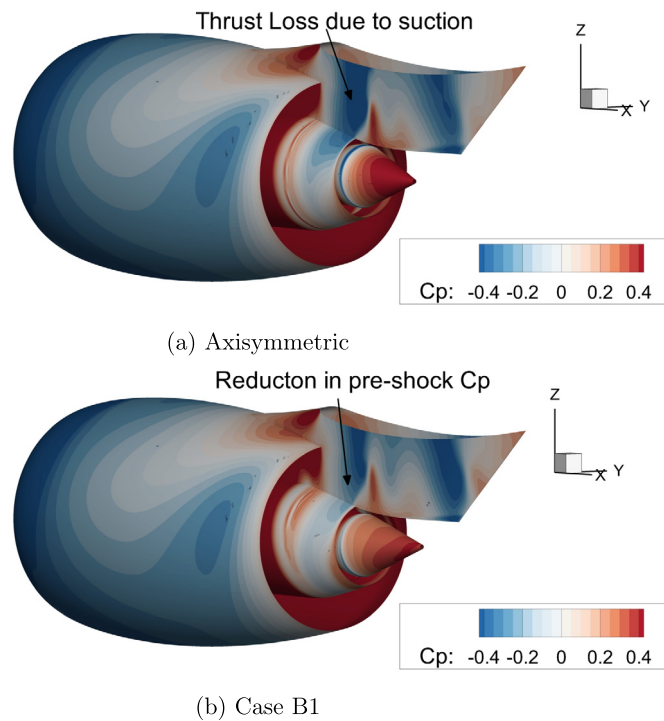 Thrust Loss due to suction
Z
Y
X
Cp: -0.4 -0.2 0 0.2 0.4
(a) Axisymmetric
Reducton in pre-shock Cp
Z
Y
X
Cp: -0.4 -0.2 0 0.2 0.4
(b) Case B1